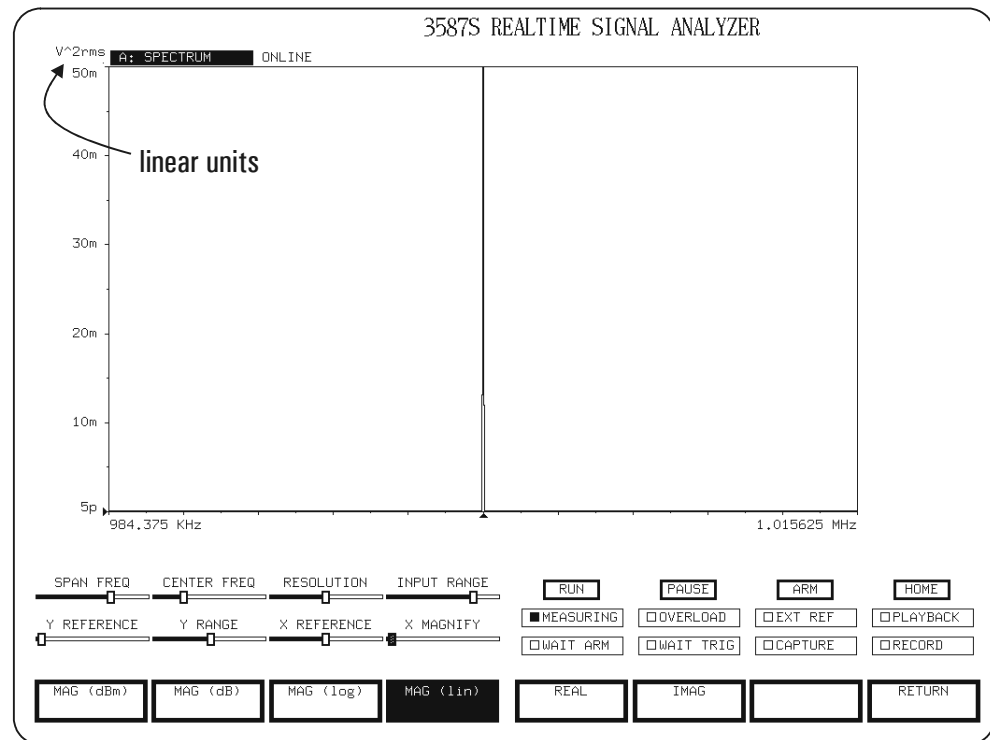 3587S REALTIME SIGNAL ANALYZER
V^2rms
A: SPECTRUM ONLINE
50m
linear units
40m
30m
20m
10m
5p
984.375 KHz 1.015625 MHz
SPAN FREQ CENTER FREQ RESOLUTION INPUT RANGE
RUN PAUSE ARM HOME
MEASURING OVERLOAD EXT REF PLAYBACK
Y REFERENCE Y RANGE X REFERENCE X MAGNIFY
WAIT ARM WAIT TRIG CAPTURE RECORD
MAG (dBm) MAG (dB) MAG (log) MAG (lin) REAL IMAG RETURN